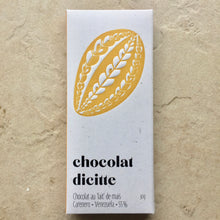 chocolat
dicitte
Chocolat au lait de maïs
Carenero • Venezuela • 55%